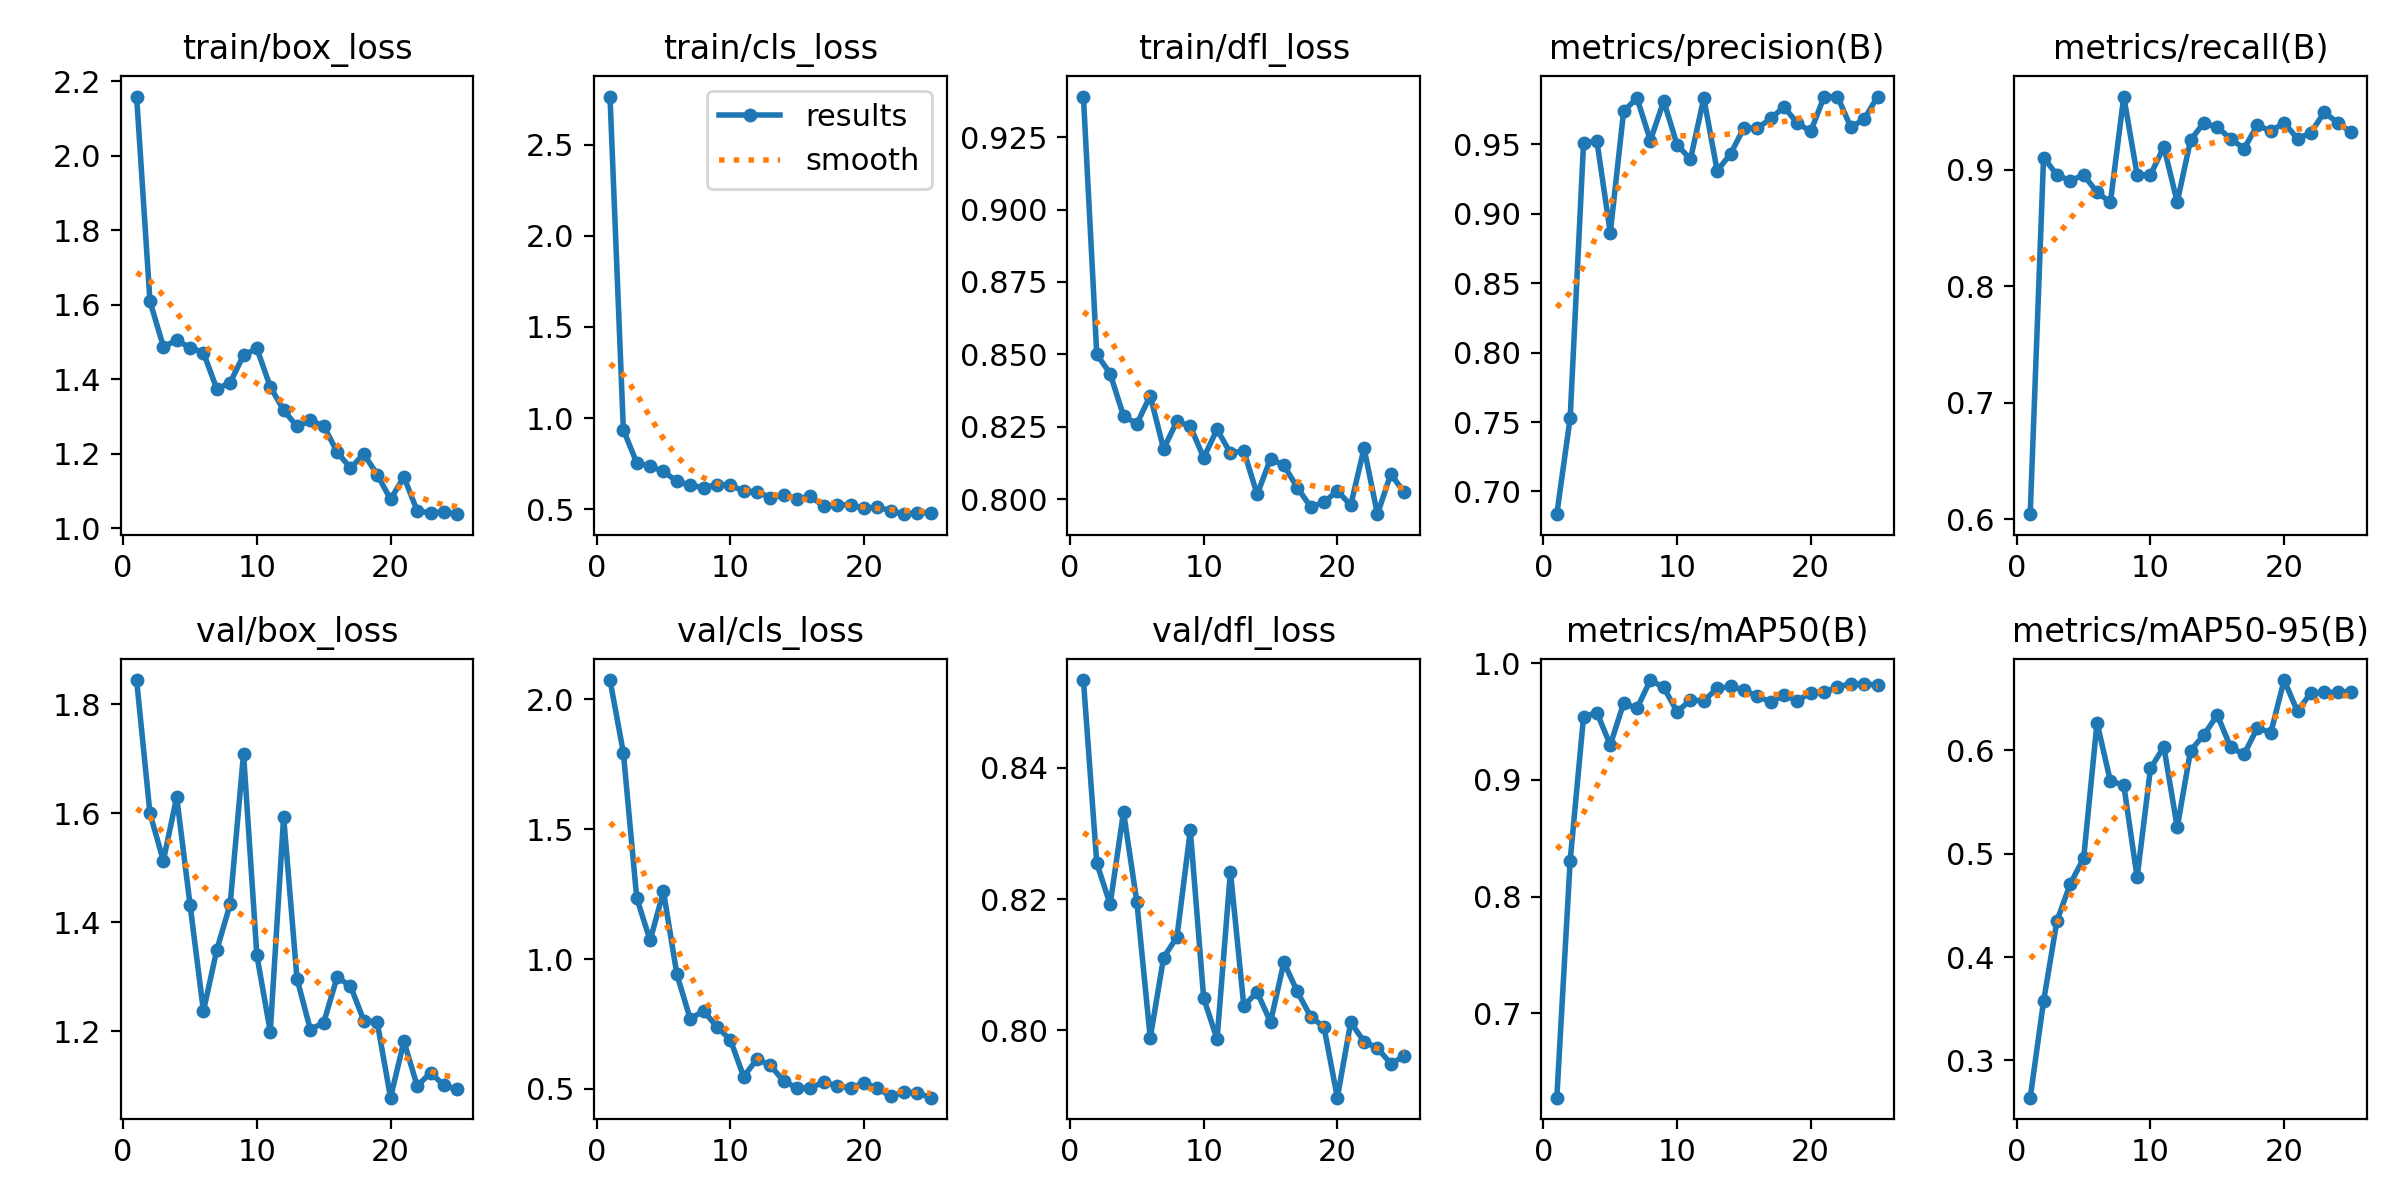 train/box_loss
2.2
2.0
1.8
1.6
1.4
1.2
1.0
0 10 20
train/cls_loss
results
smooth
2.5
2.0
1.5
1.0
0.5
0 10 20
train/dfl_loss
0.925
0.900
0.875
0.850
0.825
0.800
0 10 20
metrics/precision(B)
0.95
0.90
0.85
0.80
0.75
0.70
0 10 20
metrics/recall(B)
0.9
0.8
0.7
0.6
0 10 20
val/box_loss
1.8
1.6
1.4
1.2
0 10 20
val/cls_loss
2.0
1.5
1.0
0.5
0 10 20
val/dfl_loss
0.84
0.82
0.80
0 10 20
metrics/mAP50(B)
1.0
0.9
0.8
0.7
0 10 20
metrics/mAP50-95(B)
0.6
0.5
0.4
0.3
0 10 20